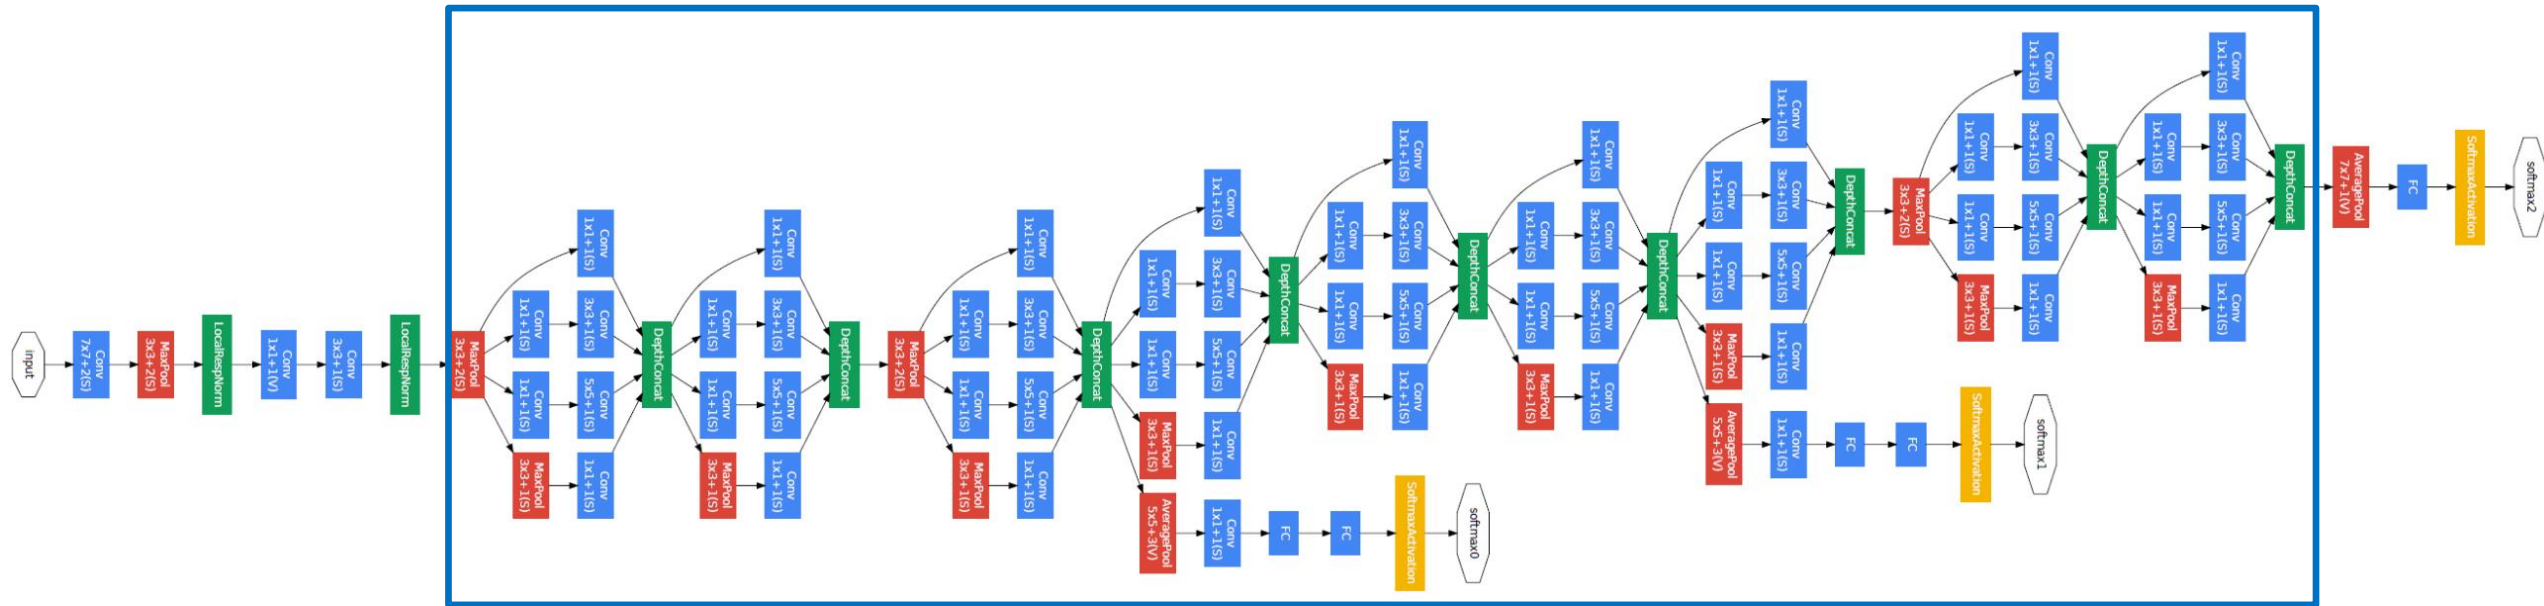 input
Conv
7x7+2(S)
MaxPool
3x3+2(S)
LocalRespNorm
Conv
1x1+1(V)
Conv
3x3+1(S)
LocalRespNorm
MaxPool
3x3+2(S)
Conv
1x1+1(S)
Conv
1x1+1(S)
MaxPool
3x3+1(S)
Conv
1x1+1(S)
Conv
3x3+1(S)
Conv
5x5+1(S)
Conv
1x1+1(S)
DepthConcat
Conv
1x1+1(S)
Conv
1x1+1(S)
MaxPool
3x3+1(S)
Conv
1x1+1(S)
Conv
3x3+1(S)
Conv
5x5+1(S)
Conv
1x1+1(S)
DepthConcat
MaxPool
3x3+2(S)
Conv
1x1+1(S)
Conv
1x1+1(S)
MaxPool
3x3+1(S)
Conv
1x1+1(S)
Conv
3x3+1(S)
Conv
5x5+1(S)
Conv
1x1+1(S)
DepthConcat
Conv
1x1+1(S)
Conv
1x1+1(S)
MaxPool
3x3+1(S)
AveragePool
5x5+3(V)
Conv
1x1+1(S)
Conv
3x3+1(S)
Conv
5x5+1(S)
Conv
1x1+1(S)
Conv
1x1+1(S)
DepthConcat
FC
Conv
1x1+1(S)
Conv
1x1+1(S)
MaxPool
3x3+1(S)
FC
Conv
1x1+1(S)
Conv
3x3+1(S)
Conv
5x5+1(S)
Conv
1x1+1(S)
SoftmaxActivation
DepthConcat
softmax0
Conv
1x1+1(S)
Conv
1x1+1(S)
MaxPool
3x3+1(S)
Conv
1x1+1(S)
Conv
3x3+1(S)
Conv
5x5+1(S)
Conv
1x1+1(S)
DepthConcat
Conv
1x1+1(S)
Conv
1x1+1(S)
MaxPool
3x3+1(S)
AveragePool
5x5+3(V)
Conv
1x1+1(S)
Conv
3x3+1(S)
Conv
5x5+1(S)
Conv
1x1+1(S)
Conv
1x1+1(S)
DepthConcat
FC
MaxPool
3x3+2(S)
FC
Conv
1x1+1(S)
Conv
1x1+1(S)
MaxPool
3x3+1(S)
SoftmaxActivation
Conv
1x1+1(S)
Conv
3x3+1(S)
Conv
5x5+1(S)
Conv
1x1+1(S)
softmax1
DepthConcat
Conv
1x1+1(S)
Conv
1x1+1(S)
MaxPool
3x3+1(S)
Conv
1x1+1(S)
Conv
3x3+1(S)
Conv
5x5+1(S)
Conv
1x1+1(S)
DepthConcat
AveragePool
7x7+1(V)
FC
SoftmaxActivation
softmax2